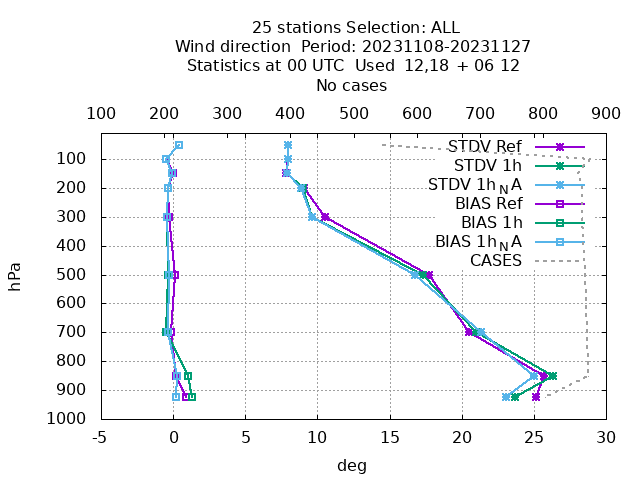 25 stations Selection: ALL
Wind direction  Period: 20231108-20231127
Statistics at 00 UTC  Used  12,18 + 06 12
No cases
100 200 300 400 500 600 700 800 900
STDV Ref
STDV 1h
STDV 1hNA
BIAS Ref
BIAS 1h
BIAS 1hNA
CASES
100
200
300
400
500
600
700
800
900
1000
hPa
-5 0 5 10 15 20 25 30
deg